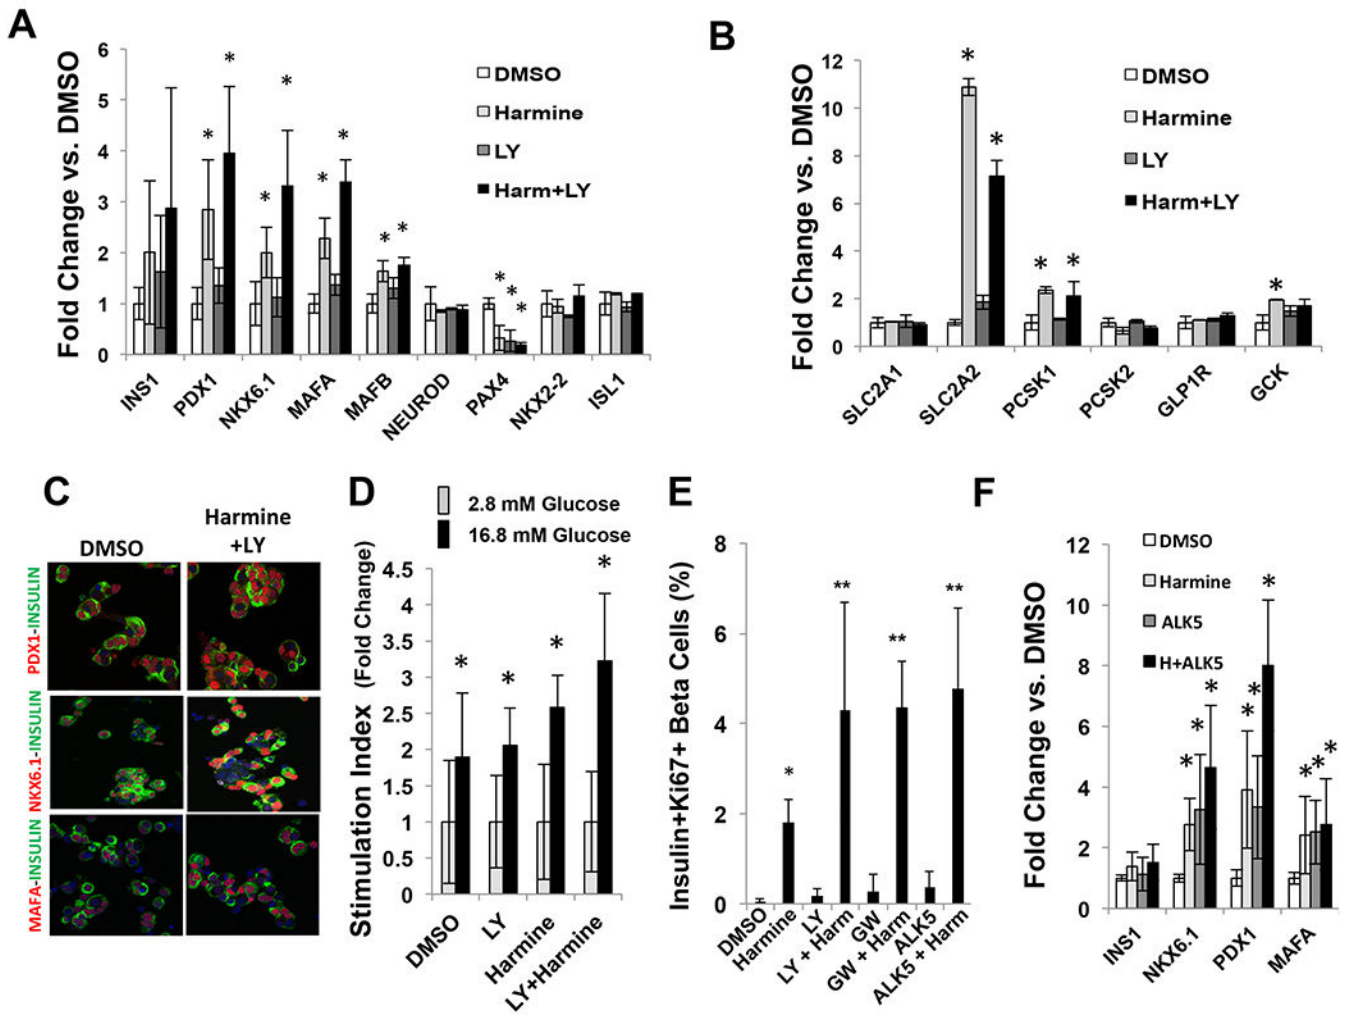 A
Fold Change vs. DMSO
6
5
4
3
2
1
0
DMSO
Harmine
LY
Harm+LY
* * * * * * * * * * *
INS1
PDX1
NKX6.1
MAFA
MAFB
NEUROD
PAX4
NKX2-2
ISL1
B
Fold Change vs. DMSO
12
10
8
6
4
2
0
DMSO
Harmine
LY
Harm+LY
* * * * *
SLC2A1
SLC2A2
PCSK1
PCSK2
GLP1R
GCK
C
DMSO
Harmine
+LY
PDX1-INSULIN
NKX6.1-INSULIN
MAFA-INSULIN
D
2.8 mM Glucose
16.8 mM Glucose
Stimulation Index (Fold Change)
4.5
4
3.5
3
2.5
2
1.5
1
0.5
0
* * * *
DMSO
LY
Harmine
LY+Harmine
E
Insulin+Ki67+ Beta Cells (%)
8
6
4
2
0
* ** ** **
DMSO
Harmine
LY
LY + Harm
GW
GW + Harm
ALK5
ALK5 + Harm
F
Fold Change vs. DMSO
12
10
8
6
4
2
0
DMSO
Harmine
ALK5
H+ALK5
* * * * * * * * *
INS1
NKX6.1
PDX1
MAFA